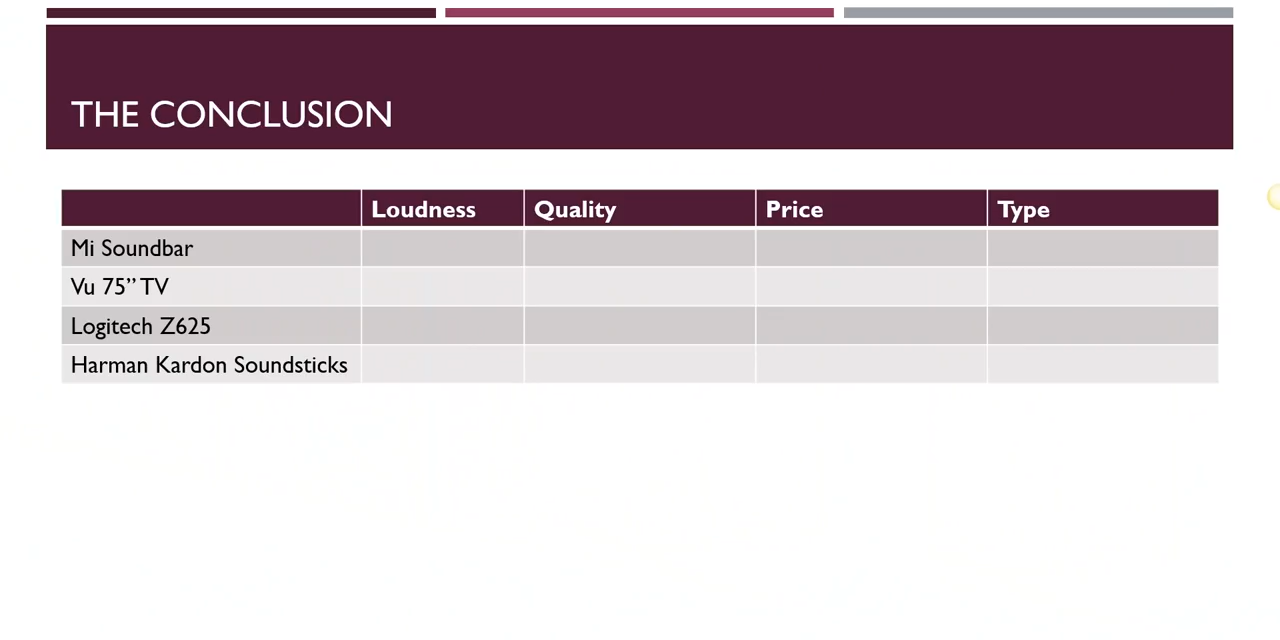 THE CONCLUSION
Loudness Quality Price Type
Mi Soundbar
Vu 75” TV
Logitech Z625
Harman Kardon Soundsticks